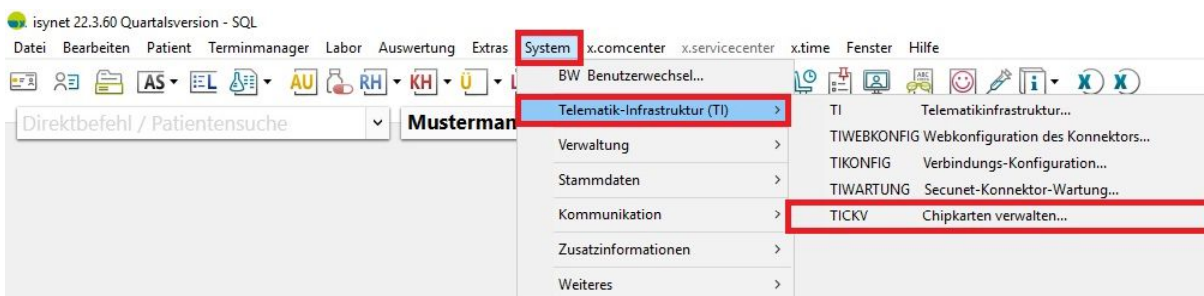 isynet 22.3.60 Quartalsversion - SQL
Datei Bearbeiten Patient Terminmanager Labor Auswertung Extras System x.comcenter x.servicecenter x.time Fenster Hilfe
AS AU RH KH Ü
Direktbefehl / Patientensuche
Musterman
BW Benutzerwechsel...
Telematik-Infrastruktur (TI)
Verwaltung
Stammdaten
Kommunikation
Zusatzinformationen
Weiteres
TI Telematikinfrastruktur...
TIWEBKONFIG Webkonfiguration des Konnektors...
TIKONFIG Verbindungs-Konfiguration...
TIWARTUNG Secunet-Konnektor-Wartung...
TICKV Chipkarten verwalten...